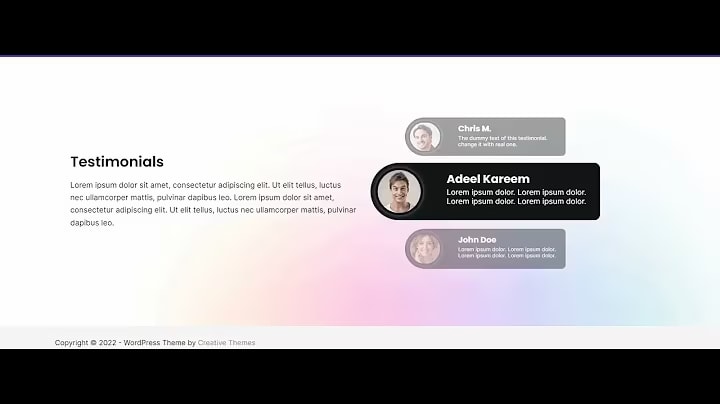 Testimonials
Lorem ipsum dolor sit amet, consectetur adipiscing elit. Ut elit tellus, luctus
nec ullamcorper mattis, pulvinar dapibus leo. Lorem ipsum dolor sit amet,
consectetur adipiscing elit. Ut elit tellus, luctus nec ullamcorper mattis, pulvinar
dapibus leo.
Chris M.
The dummy text of this testimonial.
change it with real one.
Adeel Kareem
Lorem ipsum dolor. Lorem ipsum dolor.
Lorem ipsum dolor. Lorem ipsum dolor.
John Doe
Lorem ipsum dolor. Lorem ipsum dolor.
Lorem ipsum dolor. Lorem ipsum dolor.
Copyright © 2022 - WordPress Theme by Creative Themes